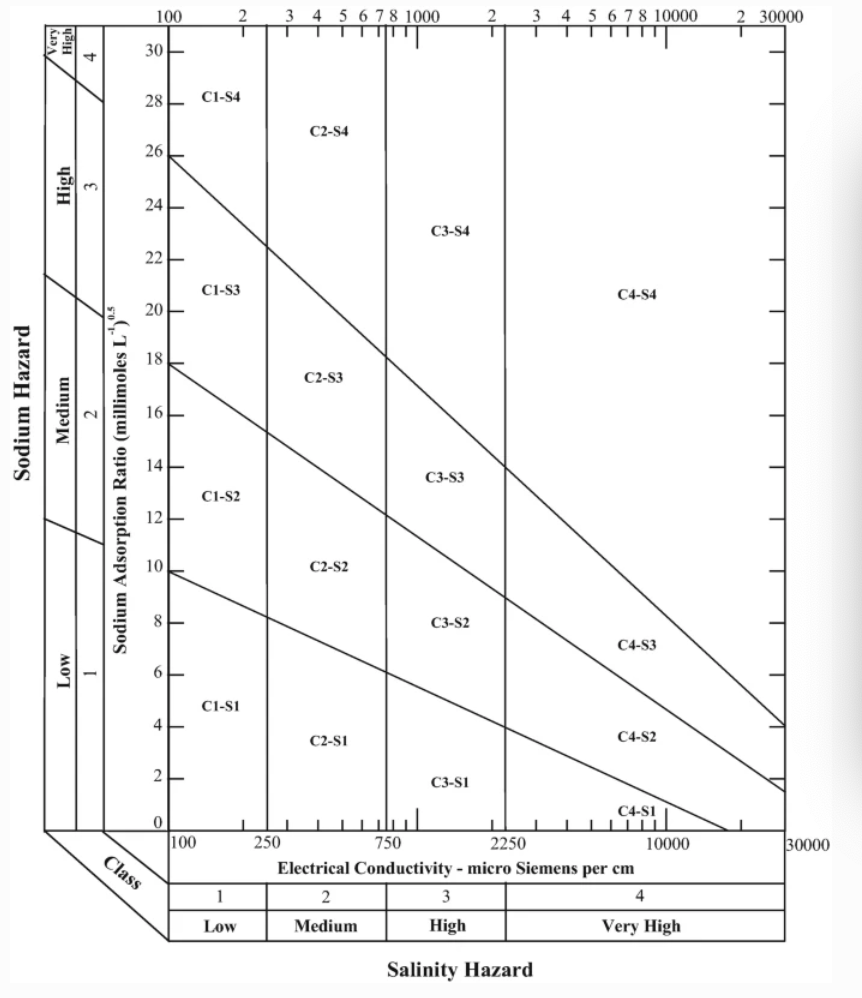 100 2 3 4 5 6 7 8 1000 2 3 4 5 6 7 8 10000 2 30000
Very High
4
High
3
Medium
2
Low
1
Sodium Hazard
Sodium Adsorption Ratio (millimoles L⁻¹)⁰·⁵
30
28
26
24
22
20
18
16
14
12
10
8
6
4
2
0
C1-S4
C2-S4
C3-S4
C4-S4
C1-S3
C2-S3
C3-S3
C4-S3
C1-S2
C2-S2
C3-S2
C4-S2
C1-S1
C2-S1
C3-S1
C4-S1
100 250 750 2250 10000 30000
Electrical Conductivity - micro Siemens per cm
Class
1 2 3 4
Low Medium High Very High
Salinity Hazard